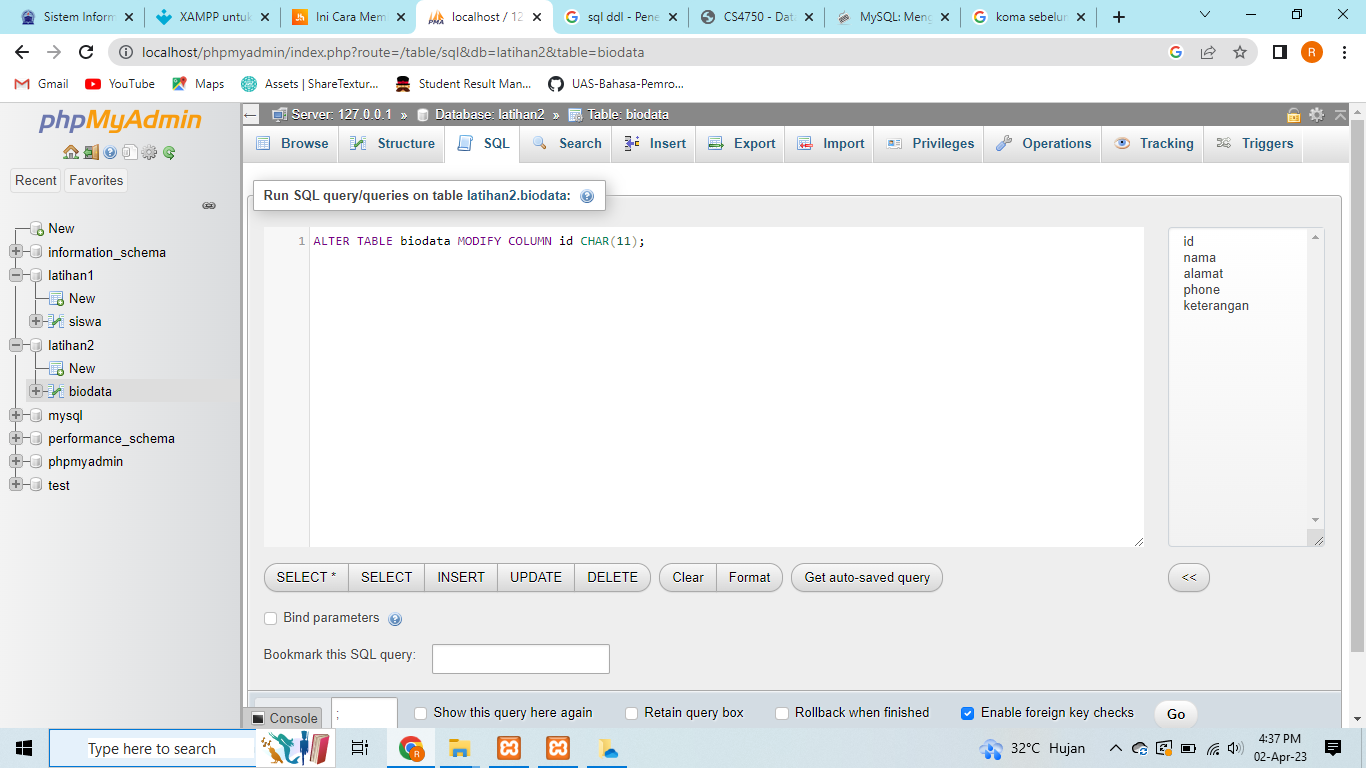 Sistem Inform
XAMPP untuk
Ini Cara Mem
localhost / 12
sql ddl - Pene
CS4750 - Data
MySQL: Meng
koma sebelur
localhost/phpmyadmin/index.php?route=/table/sql&db=latihan2&table=biodata
R
Gmail
YouTube
Maps
Assets | ShareTextur...
Student Result Man...
UAS-Bahasa-Pemro...
phpMyAdmin
Recent
Favorites
New
information_schema
latihan1
New
siswa
latihan2
New
biodata
mysql
performance_schema
phpmyadmin
test
Server: 127.0.0.1 » Database: latihan2 » Table: biodata
Browse
Structure
SQL
Search
Insert
Export
Import
Privileges
Operations
Tracking
Triggers
Run SQL query/queries on table latihan2.biodata:
1 ALTER TABLE biodata MODIFY COLUMN id CHAR(11);
id
nama
alamat
phone
keterangan
SELECT *
SELECT
INSERT
UPDATE
DELETE
Clear
Format
Get auto-saved query
<<
Bind parameters
Bookmark this SQL query:
Console
;
Show this query here again
Retain query box
Rollback when finished
Enable foreign key checks
Go
Type here to search
32°C Hujan
4:37 PM
02-Apr-23